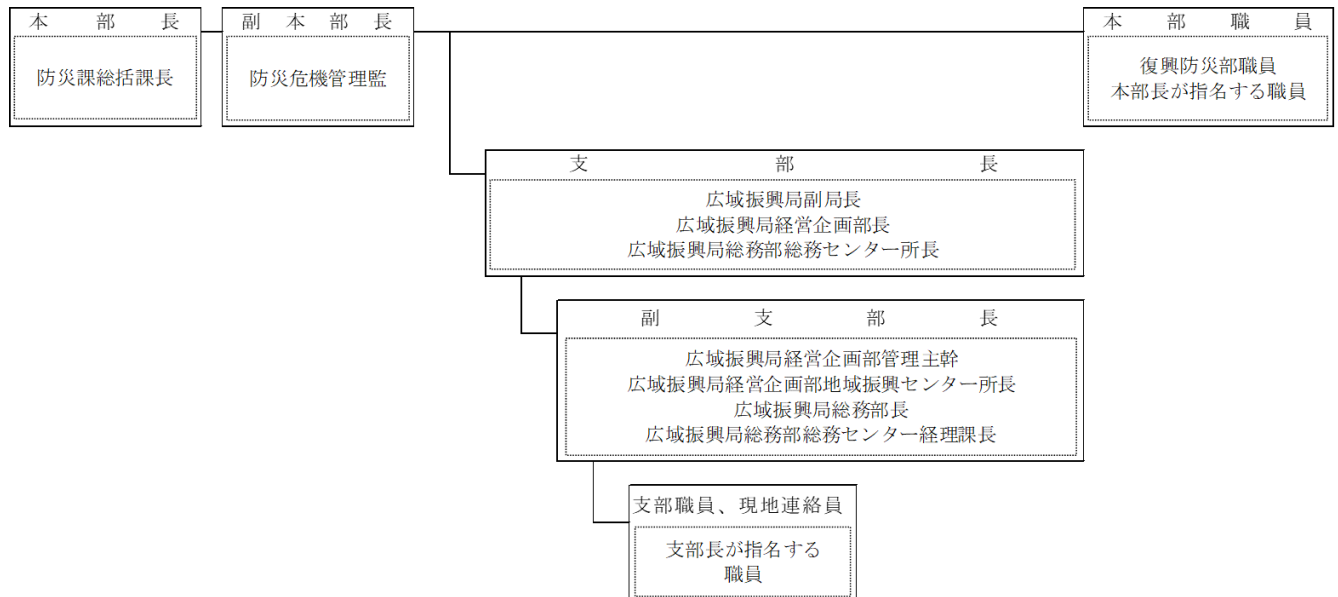 本部長
防災課総括課長
副本部長
防災危機管理監
本部職員
復興防災部職員
本部長が指名する職員
支部長
広域振興局副局長
広域振興局経営企画部長
広域振興局総務部総務センター所長
副支部長
広域振興局経営企画部管理主幹
広域振興局経営企画部地域振興センター所長
広域振興局総務部長
広域振興局総務部総務センター経理課長
支部職員、現地連絡員
支部長が指名する
職員